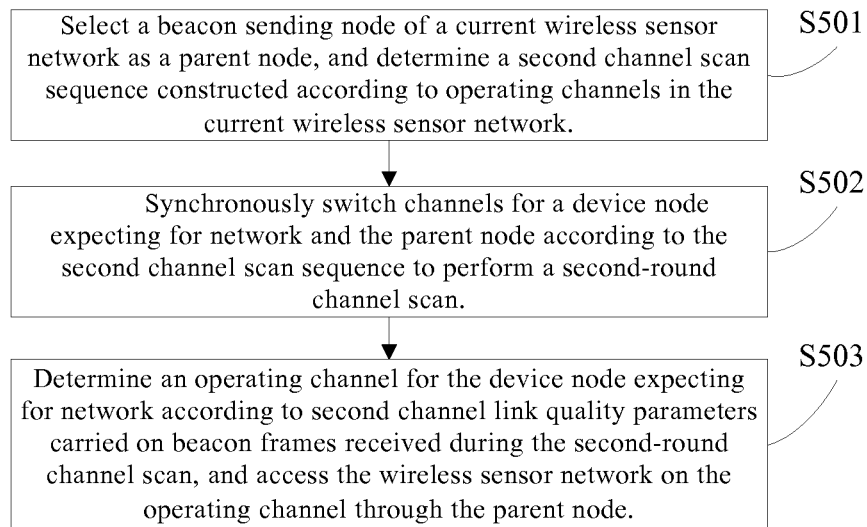 Select a beacon sending node of a current wireless sensor
network as a parent node, and determine a second channel scan
sequence constructed according to operating channels in the
current wireless sensor network.
S501
Synchronously switch channels for a device node
expecting for network and the parent node according to the
second channel scan sequence to perform a second-round
channel scan.
S502
Determine an operating channel for the device node expecting
for network according to second channel link quality parameters
carried on beacon frames received during the second-round
channel scan, and access the wireless sensor network on the
operating channel through the parent node.
S503